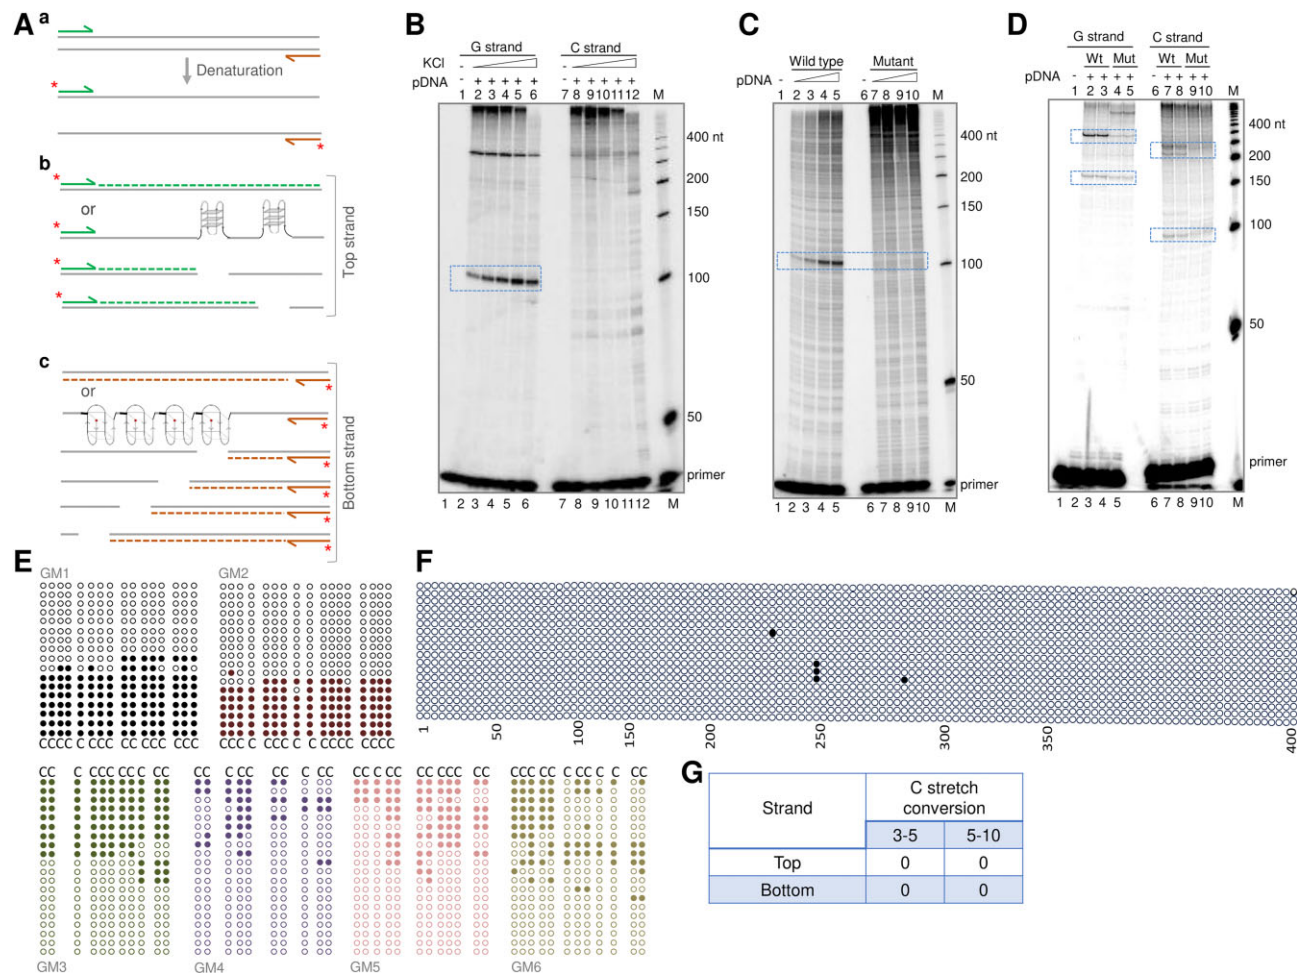 A
a
Denaturation
*
*
b
*
or
*
*
*
Top strand
c
*
or
*
*
*
*
*
Bottom strand
B
G strand C strand
KCl - -
pDNA - + + + + + - + + + + +
1 2 3 4 5 6 7 8 9 10 11 12 M
400 nt
200
150
100
50
primer
1 2 3 4 5 6 7 8 9 10 11 12 M
C
Wild type Mutant
pDNA - -
1 2 3 4 5 6 7 8 9 10 M
400 nt
200
150
100
50
primer
1 2 3 4 5 6 7 8 9 10 M
D
G strand C strand
Wt Mut Wt Mut
pDNA - + + + + - + + + +
1 2 3 4 5 6 7 8 9 10 M
400 nt
200
150
100
50
primer
1 2 3 4 5 6 7 8 9 10 M
E
GM1
CCCC C CCC CC CCC CCC
GM2
CCC C CCC C C CCCC CCCC
CC C CCC CCC CC
GM3
CC C CC CC C CC
GM4
CC C CC CC CCC CC
GM5
CCC CC C CC C C CC
GM6
F
1 50 100 150 200 250 300 350 400
G
Strand
C stretch
conversion
3-5 5-10
Top 0 0
Bottom 0 0